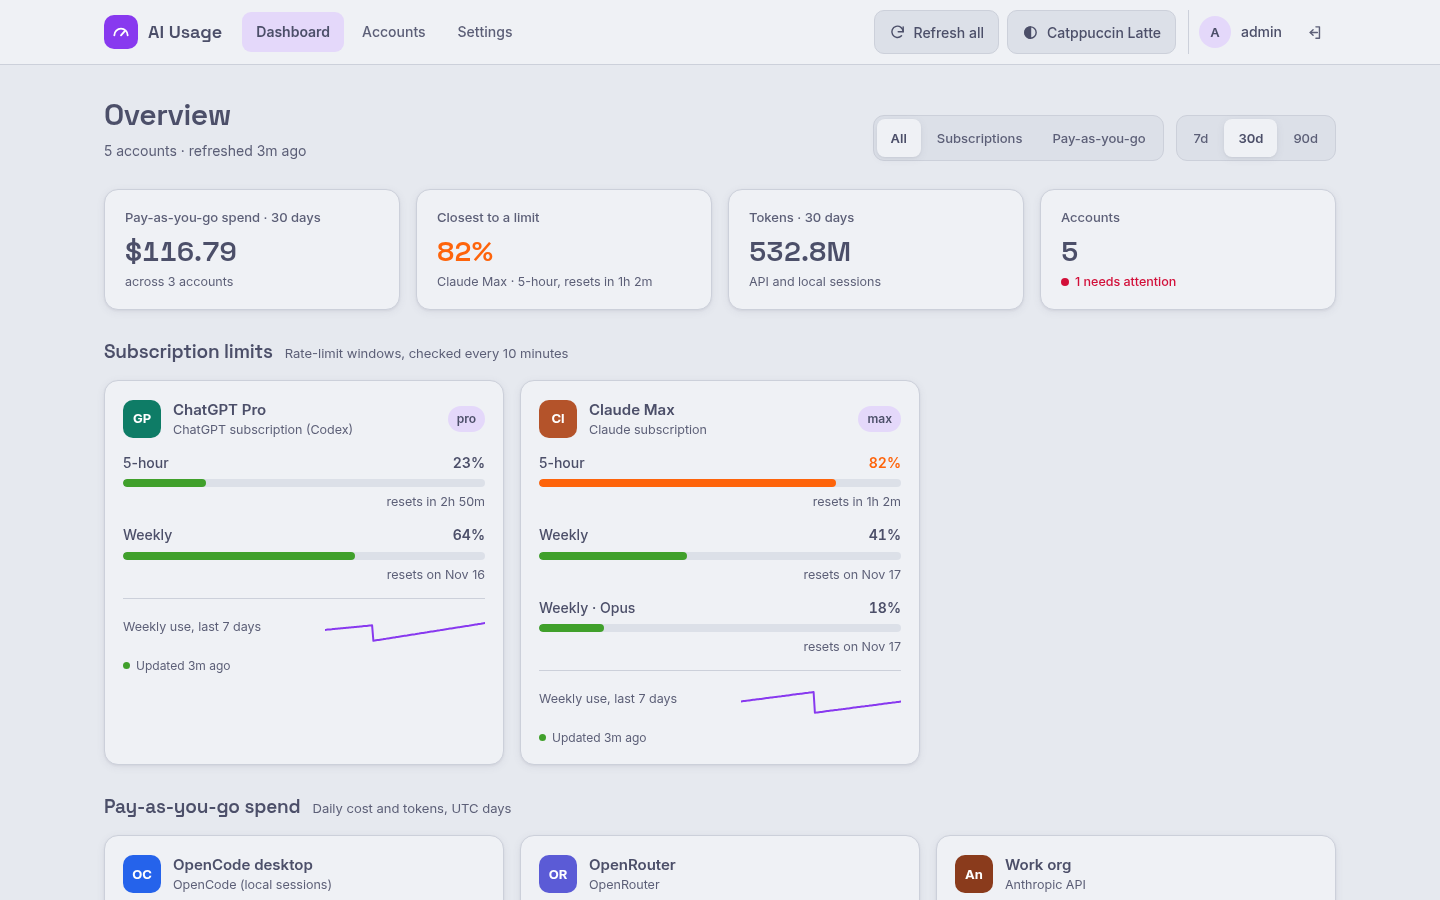 AI Usage
Dashboard
Accounts
Settings
Refresh all
Catppuccin Latte
A
admin
Overview
5 accounts · refreshed 3m ago
All
Subscriptions
Pay-as-you-go
7d
30d
90d
Pay-as-you-go spend · 30 days
$116.79
across 3 accounts
Closest to a limit
82%
Claude Max · 5-hour, resets in 1h 2m
Tokens · 30 days
532.8M
API and local sessions
Accounts
5
1 needs attention
Subscription limits
Rate-limit windows, checked every 10 minutes
GP
ChatGPT Pro
ChatGPT subscription (Codex)
pro
5-hour
23%
resets in 2h 50m
Weekly
64%
resets on Nov 16
Weekly use, last 7 days
Updated 3m ago
Cl
Claude Max
Claude subscription
max
5-hour
82%
resets in 1h 2m
Weekly
41%
resets on Nov 17
Weekly · Opus
18%
resets on Nov 17
Weekly use, last 7 days
Updated 3m ago
Pay-as-you-go spend
Daily cost and tokens, UTC days
OC
OpenCode desktop
OpenCode (local sessions)
OR
OpenRouter
OpenRouter
An
Work org
Anthropic API